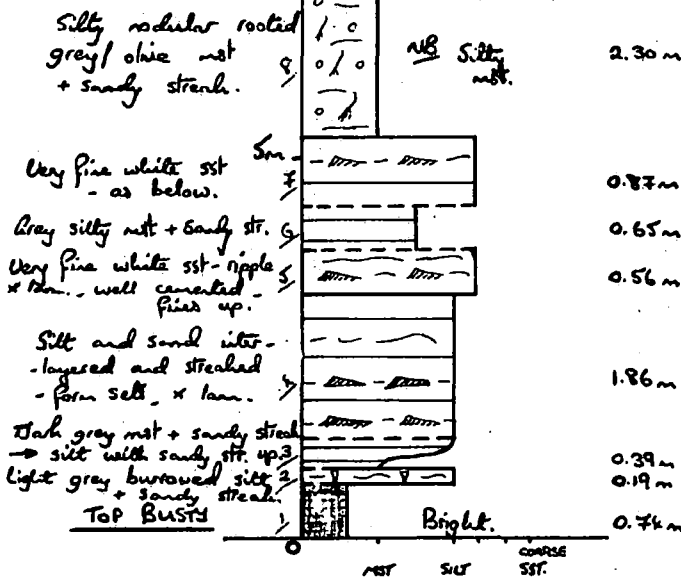 Silty nodular rooted
grey/ olive mst
+ sandy streak.
8
NB Silty
mst.
2.30 m
5m
Very fine white sst
- as below.
7
0.87 m
Grey silty mst + Sandy str.
6
0.65 m
Very fine white sst - ripple
x lam. - well cemented -
fines up.
5
0.56 m
Silt and sand inter-
-layered and streaked
- form sets, x lam.
4
1.86 m
Dark grey mst + sandy streak
→ silt with sandy str. up.
3
0.39 m
Light grey burrowed silt
+ sandy streak.
2
0.19 m
TOP BUSTY
1
Bright.
0.74 m
0
MST SILT COARSE
SST.